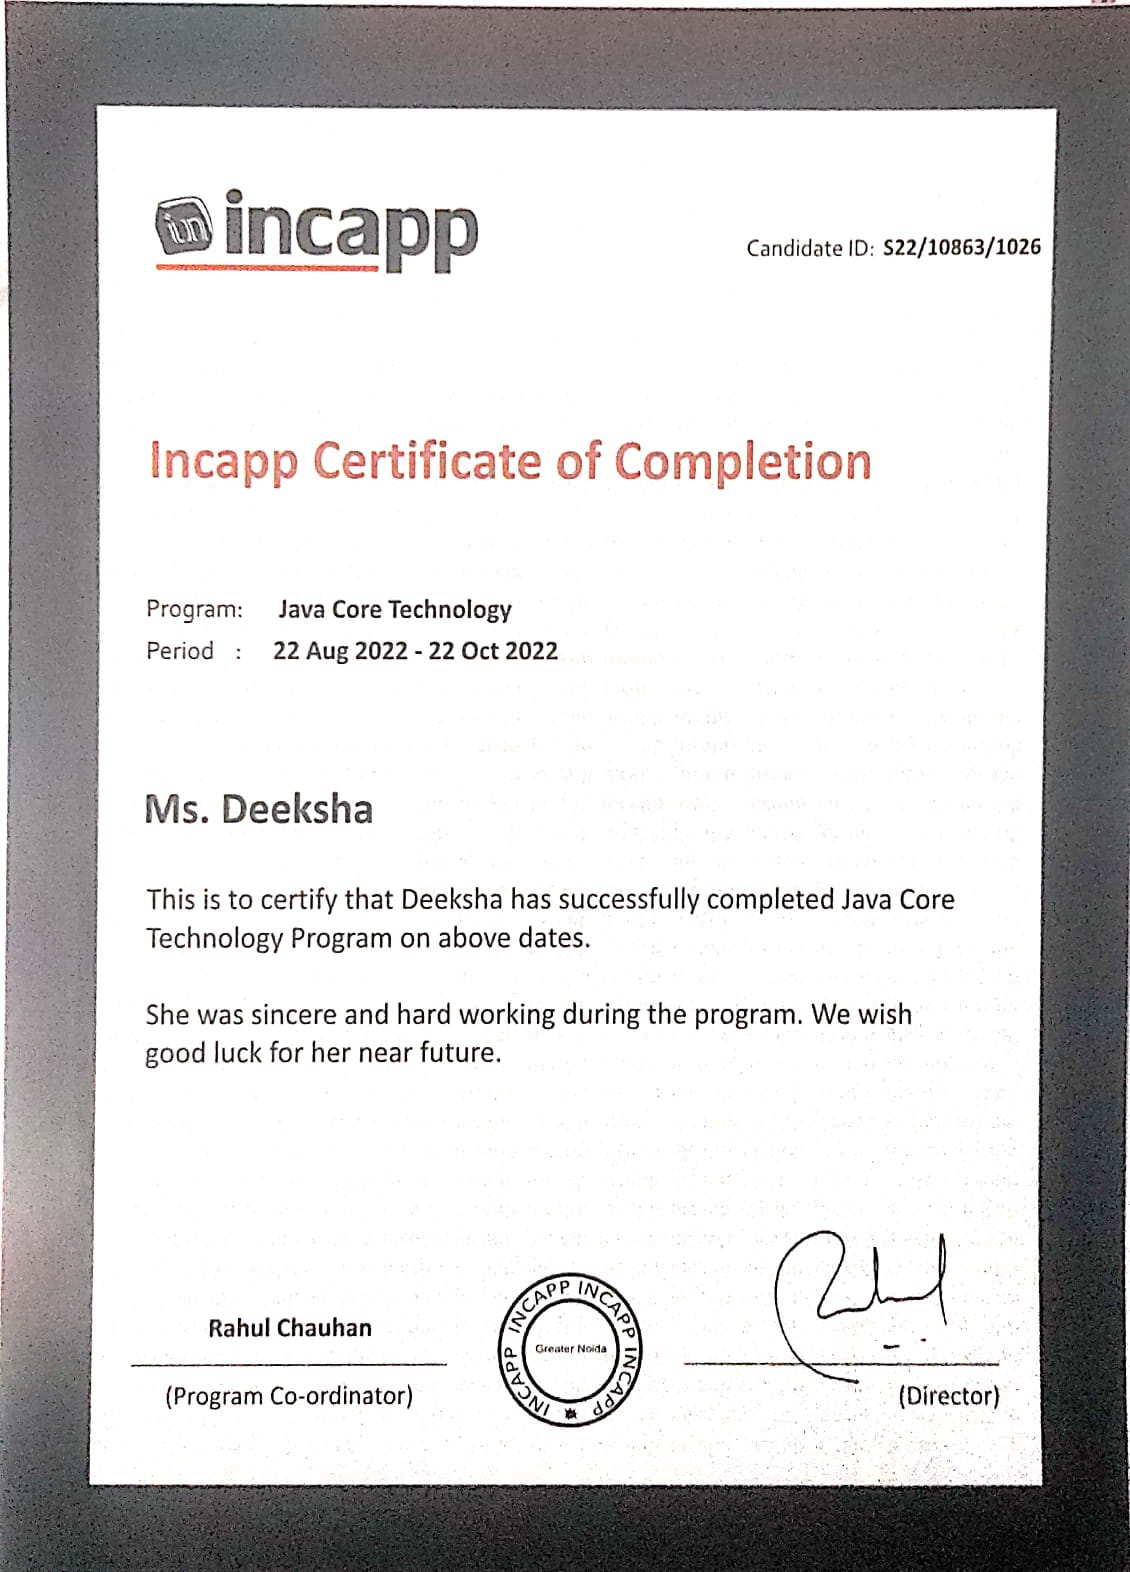 iun incapp
Candidate ID: S22/10863/1026
Incapp Certificate of Completion
Program: Java Core Technology
Period : 22 Aug 2022 - 22 Oct 2022
Ms. Deeksha
This is to certify that Deeksha has successfully completed Java Core
Technology Program on above dates.
She was sincere and hard working during the program. We wish
good luck for her near future.
Rahul Chauhan
(Program Co-ordinator)
INCAPP INCAPP INCAPP INCAPP
Greater Noida
Rahul
(Director)